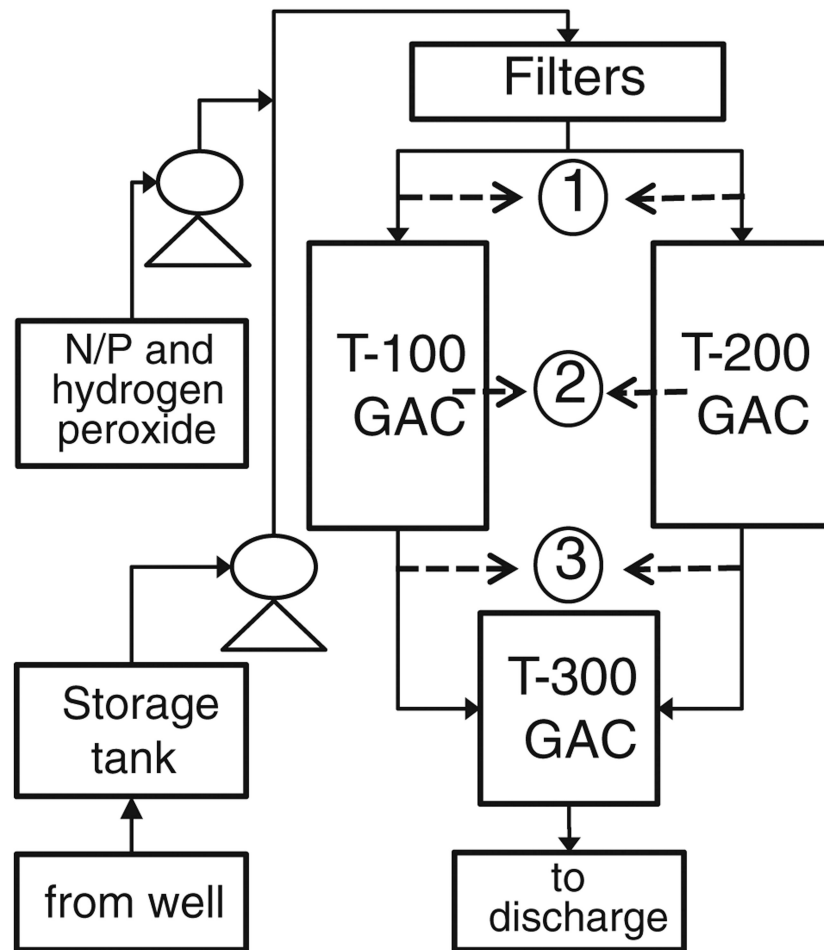 Filters
1
T-100
GAC
T-200
GAC
2
N/P and
hydrogen
peroxide
3
T-300
GAC
Storage
tank
from well
to
discharge